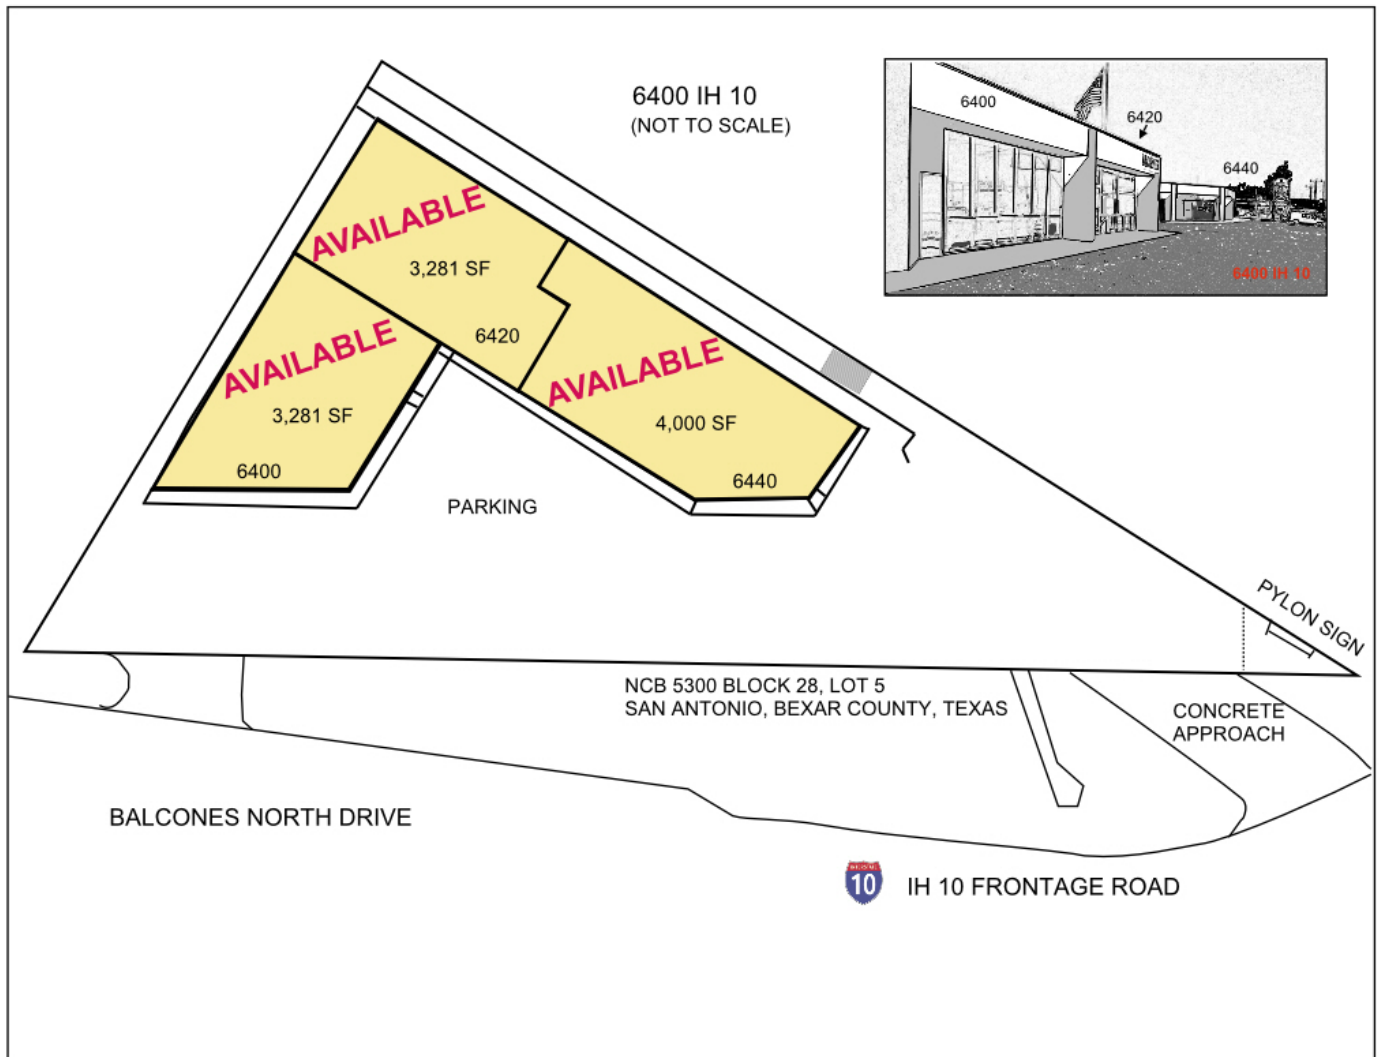 6400 IH 10
(NOT TO SCALE)
6400
6420
6440
6400 IH 10
AVAILABLE
3,281 SF
6420
AVAILABLE
3,281 SF
6400
AVAILABLE
4,000 SF
6440
PARKING
PYLON SIGN
NCB 5300 BLOCK 28, LOT 5
SAN ANTONIO, BEXAR COUNTY, TEXAS
CONCRETE
APPROACH
BALCONES NORTH DRIVE
10
IH 10 FRONTAGE ROAD